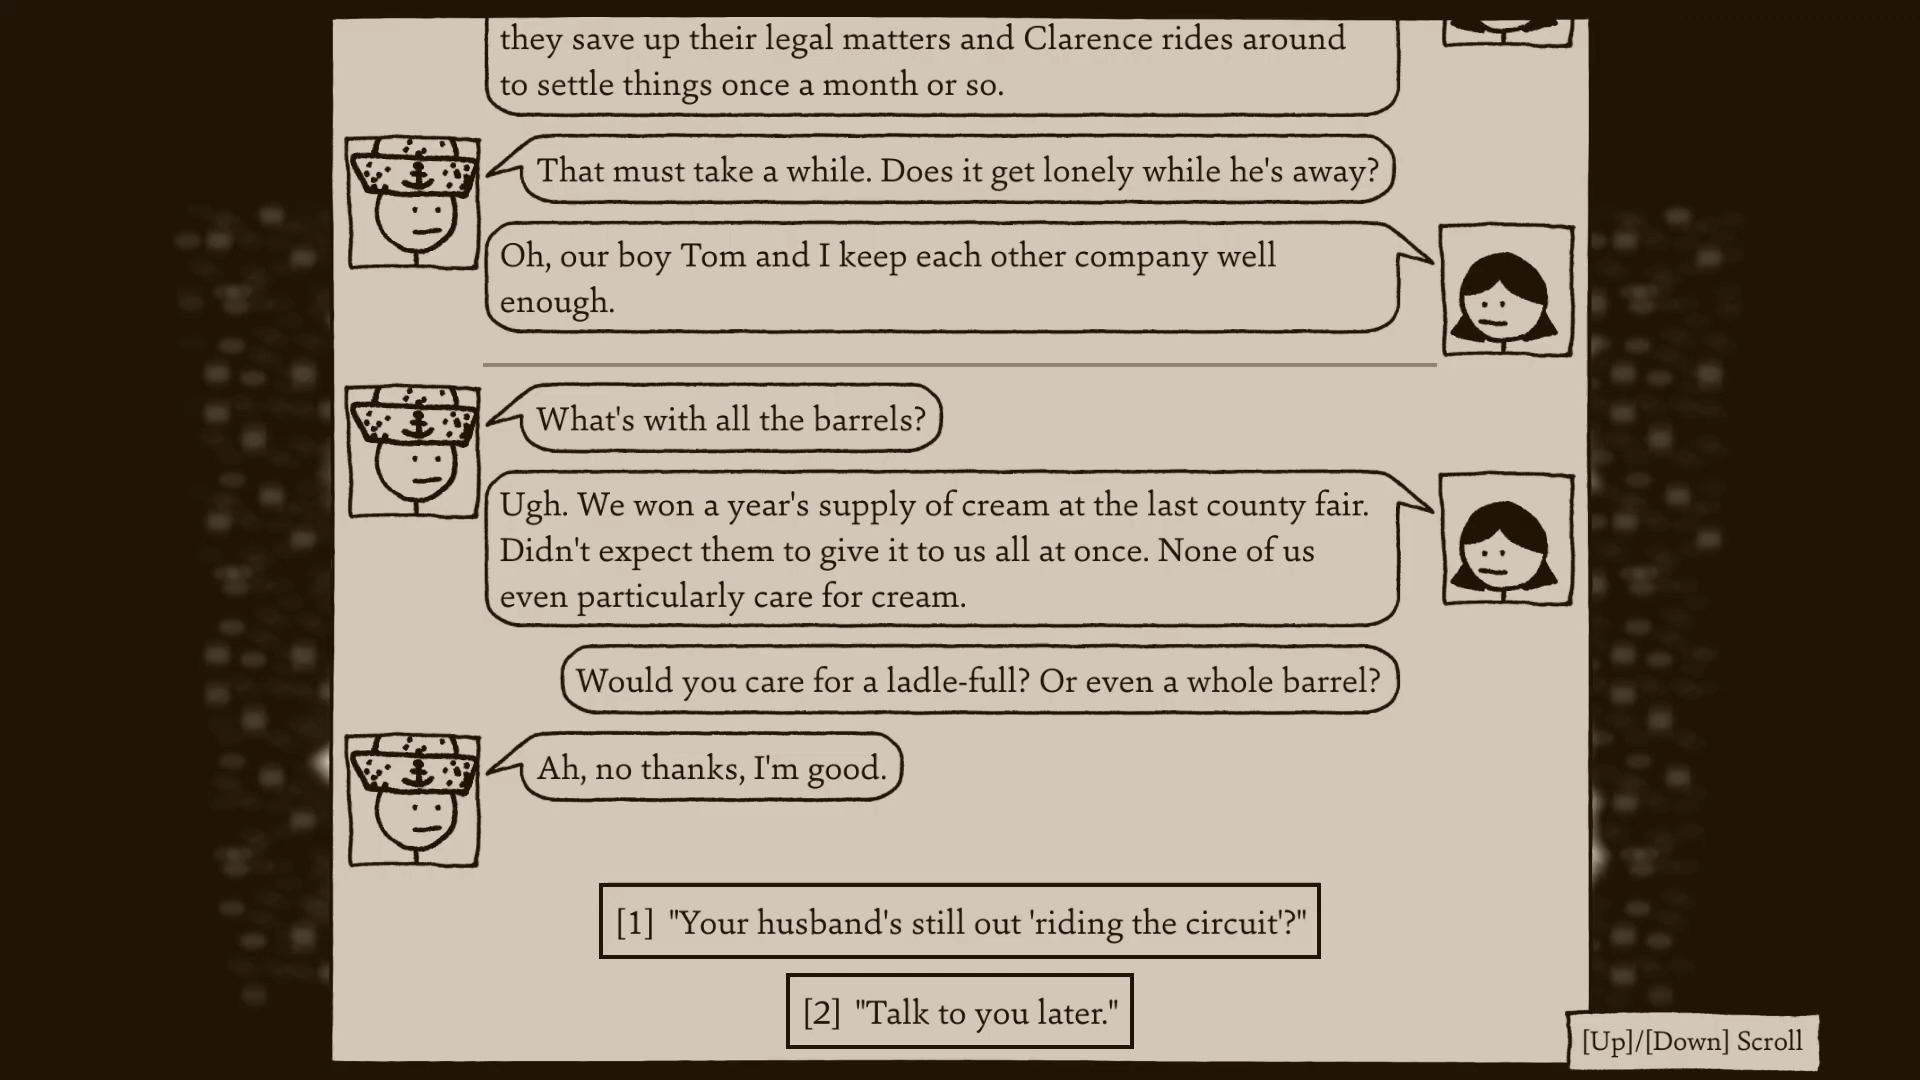 they save up their legal matters and Clarence rides around
to settle things once a month or so.
That must take a while. Does it get lonely while he's away?
Oh, our boy Tom and I keep each other company well
enough.
What's with all the barrels?
Ugh. We won a year's supply of cream at the last county fair.
Didn't expect them to give it to us all at once. None of us
even particularly care for cream.
Would you care for a ladle-full? Or even a whole barrel?
Ah, no thanks, I'm good.
[1] "Your husband's still out 'riding the circuit'?"
[2] "Talk to you later."
[Up]/[Down] Scroll